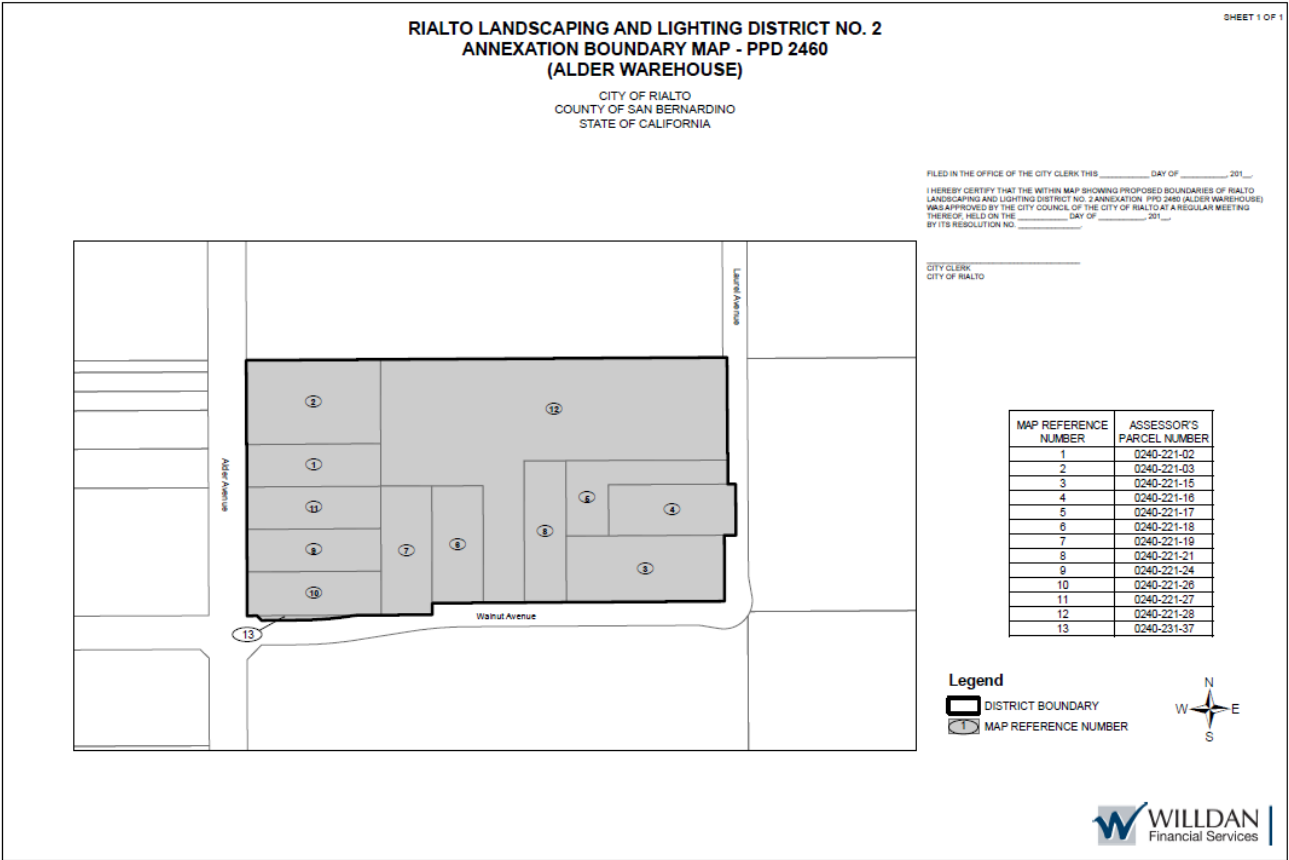 SHEET 1 OF 1
RIALTO LANDSCAPING AND LIGHTING DISTRICT NO. 2
ANNEXATION BOUNDARY MAP - PPD 2460
(ALDER WAREHOUSE)
CITY OF RIALTO
COUNTY OF SAN BERNARDINO
STATE OF CALIFORNIA
FILED IN THE OFFICE OF THE CITY CLERK THIS ____________ DAY OF ___________, 201__.
I HEREBY CERTIFY THAT THE WITHIN MAP SHOWING PROPOSED BOUNDARIES OF RIALTO
LANDSCAPING AND LIGHTING DISTRICT NO. 2 ANNEXATION PPD 2460 (ALDER WAREHOUSE)
WAS APPROVED BY THE CITY COUNCIL OF THE CITY OF RIALTO AT A REGULAR MEETING
THEREOF, HELD ON THE ____________ DAY OF ___________, 201__,
BY ITS RESOLUTION NO. _______________.
CITY CLERK
CITY OF RIALTO
Laurel Avenue
2
12
1
Alder Avenue
11
5
4
9
7
6
8
3
10
Walnut Avenue
13
MAP REFERENCE NUMBER ASSESSOR'S PARCEL NUMBER
1 0240-221-02
2 0240-221-03
3 0240-221-15
4 0240-221-16
5 0240-221-17
6 0240-221-18
7 0240-221-19
8 0240-221-21
9 0240-221-24
10 0240-221-26
11 0240-221-27
12 0240-221-28
13 0240-231-37
Legend
DISTRICT BOUNDARY
1 MAP REFERENCE NUMBER
N
W E
S
WILLDAN
Financial Services